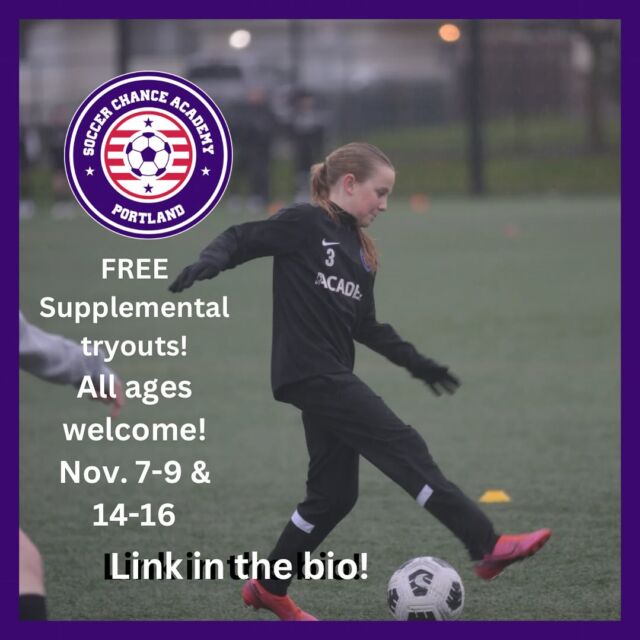 SOCCER CHANCE ACADEMY
PORTLAND
FREE
Supplemental
tryouts!
All ages
welcome!
Nov. 7-9 &
14-16
Link in the bio!
3
ACADE